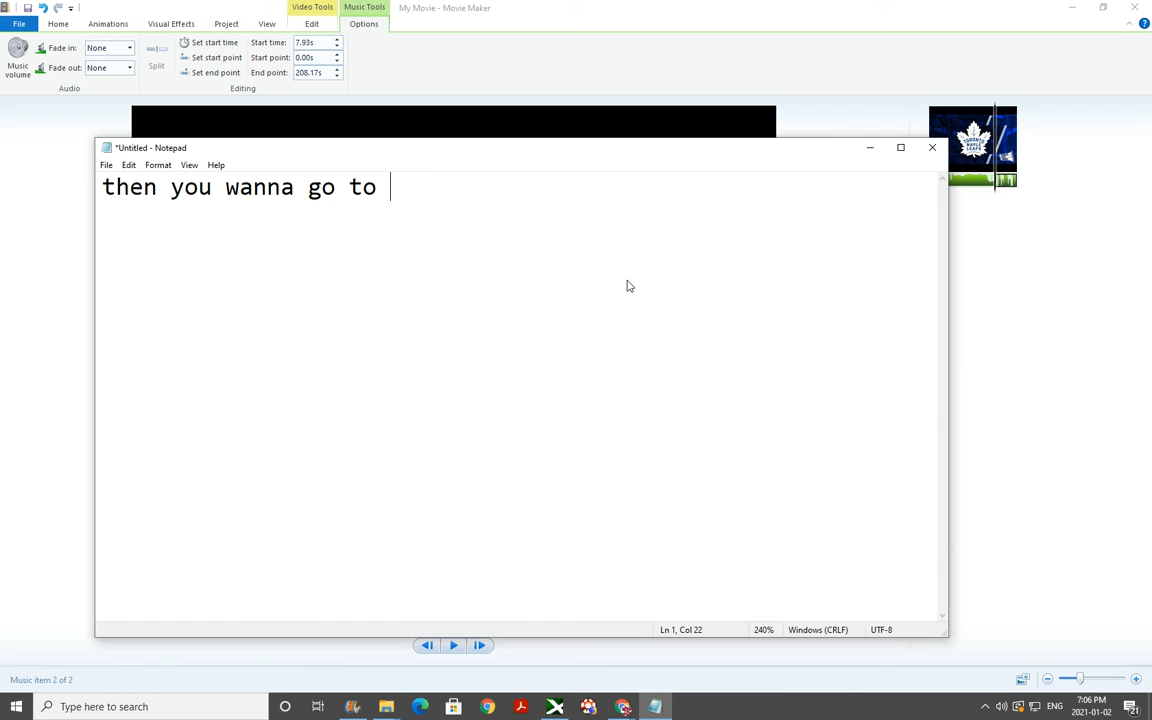 Video Tools
Music Tools
My Movie - Movie Maker
File
Home
Animations
Visual Effects
Project
View
Edit
Options
Music volume
Fade in: None
Fade out: None
Split
Set start time
Set start point
Set end point
Start time: 7.93s
Start point: 0.00s
End point: 208.17s
Audio
Editing
TORONTO MAPLE LEAFS
*Untitled - Notepad
File Edit Format View Help
then you wanna go to
Ln 1, Col 22
240%
Windows (CRLF)
UTF-8
Music item 2 of 2
Type here to search
ENG
7:06 PM
2021-01-02
21